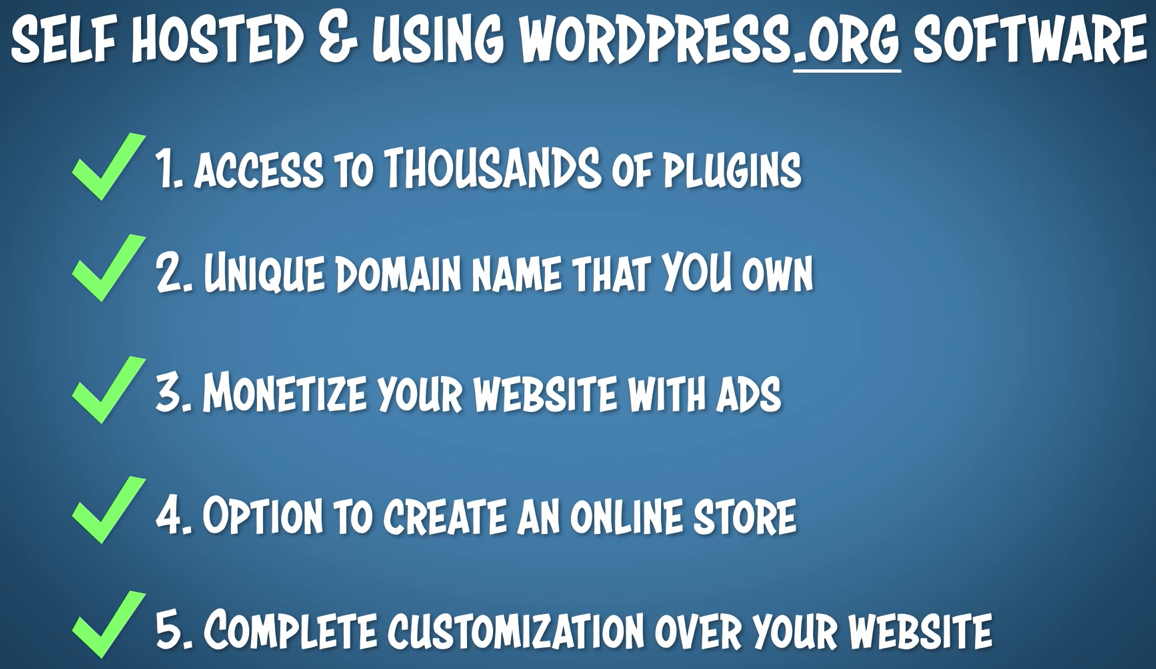 SELF HOSTED & USING WORDPRESS.ORG SOFTWARE
1. ACCESS TO THOUSANDS OF PLUGINS
2. UNIQUE DOMAIN NAME THAT YOU OWN
3. MONETIZE YOUR WEBSITE WITH ADS
4. OPTION TO CREATE AN ONLINE STORE
5. COMPLETE CUSTOMIZATION OVER YOUR WEBSITE